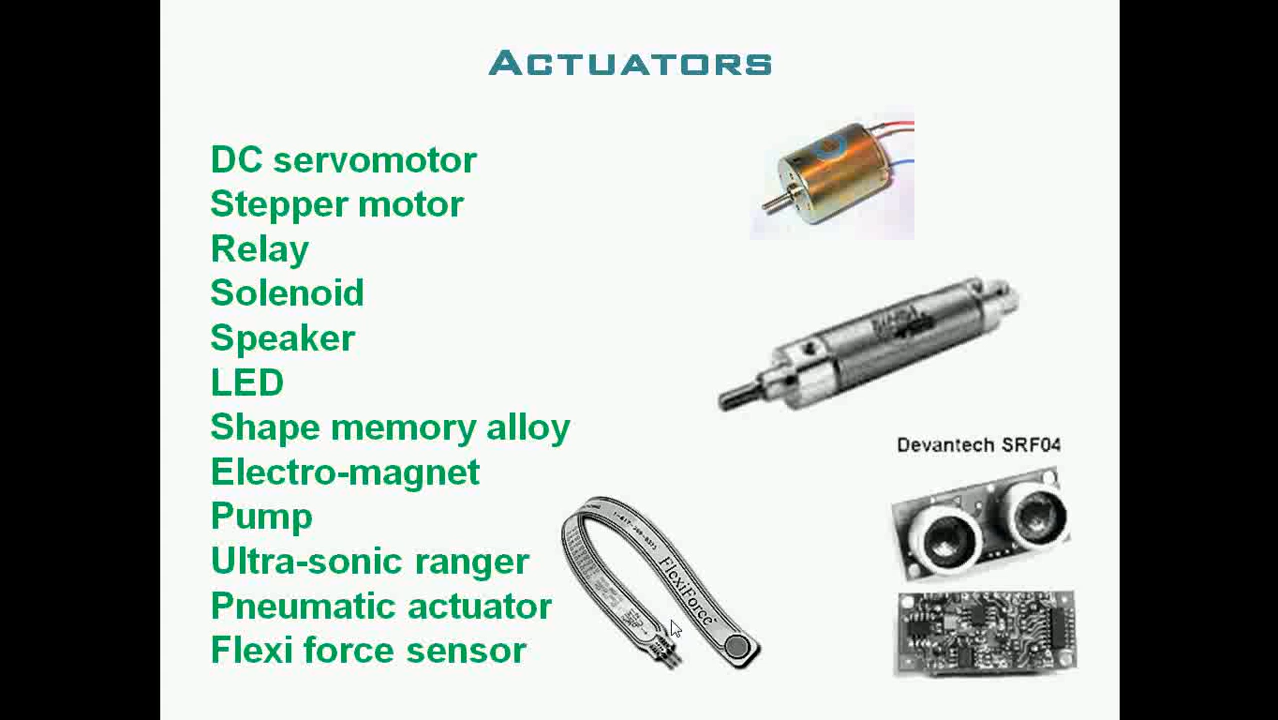 ACTUATORS
DC servomotor
Stepper motor
Relay
Solenoid
Speaker
LED
Shape memory alloy
Electro-magnet
Pump
Ultra-sonic ranger
Pneumatic actuator
Flexi force sensor
Devantech SRF04
FlexiForce